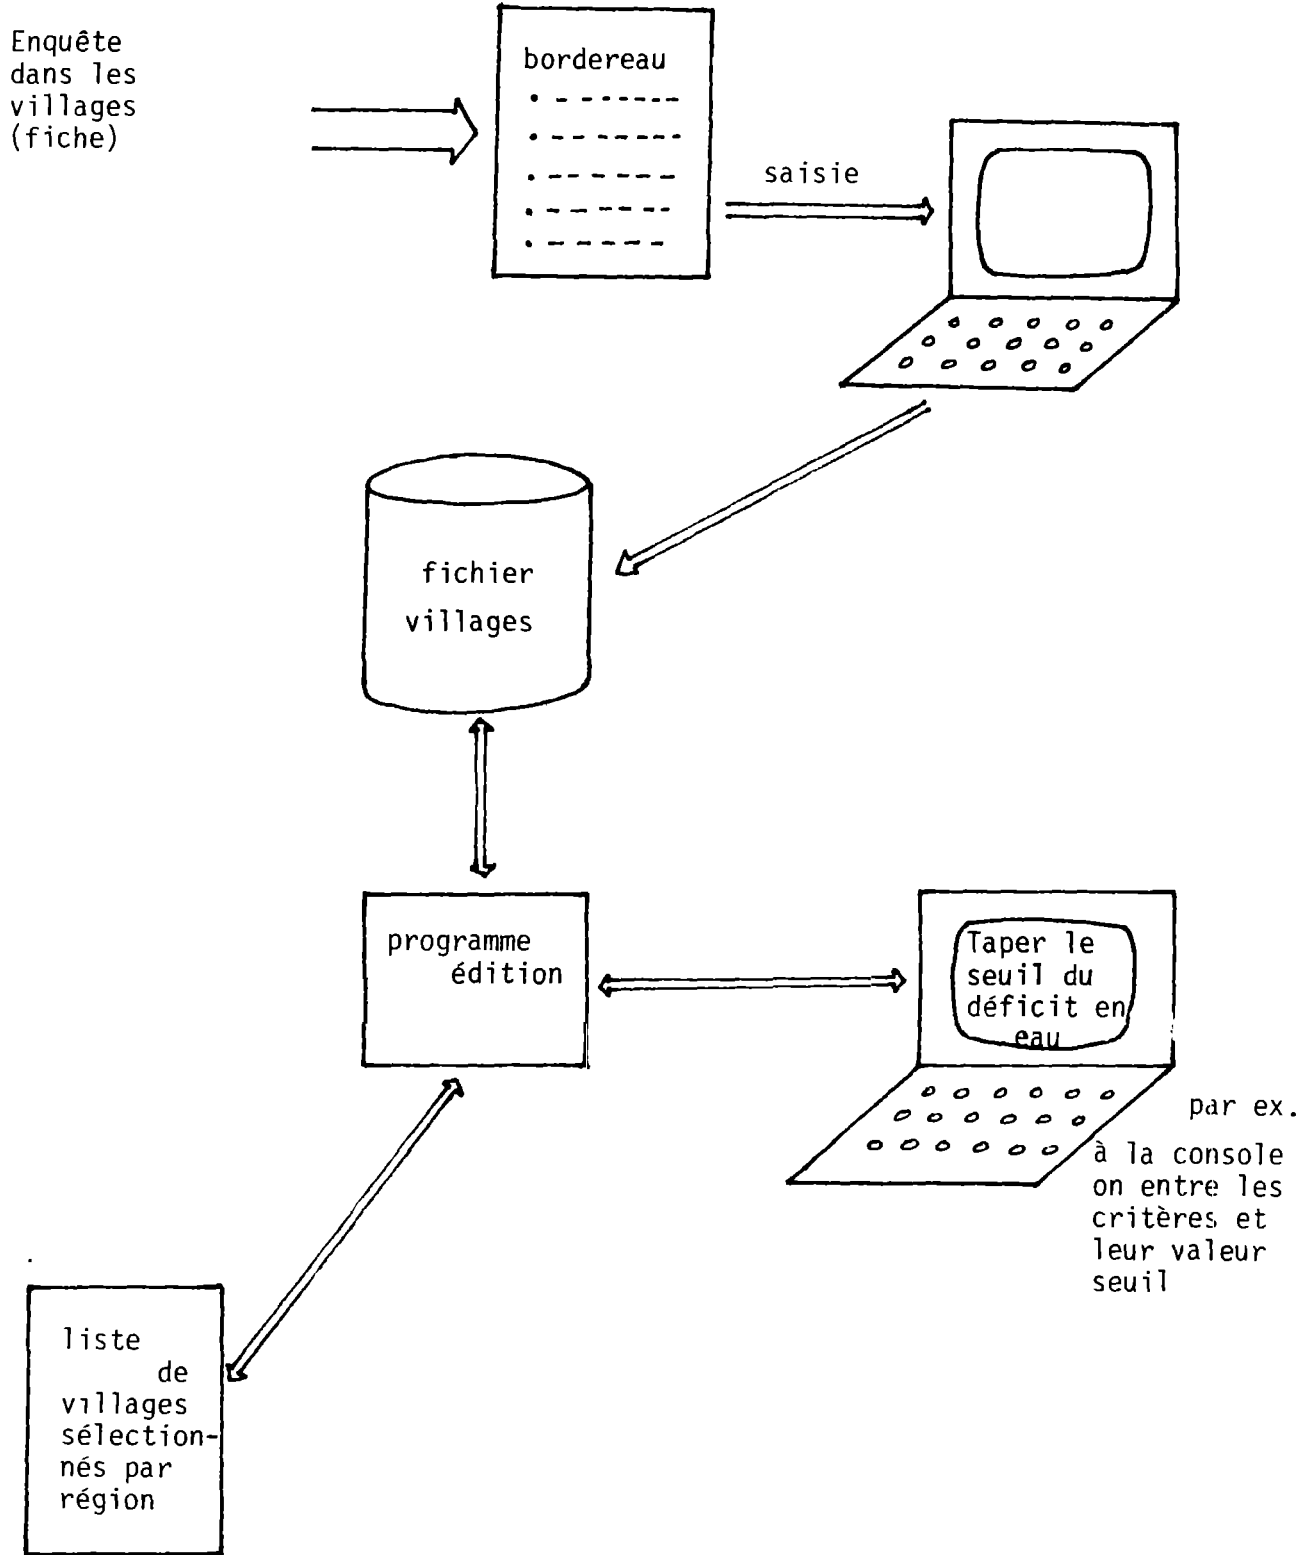 Enquête
dans les
villages
(fiche)
bordereau
saisie
fichier
villages
programme
édition
Taper le
seuil du
déficit en
eau
par ex.
à la console
on entre les
critères et
leur valeur
seuil
liste
de
villages
sélection-
nés par
région